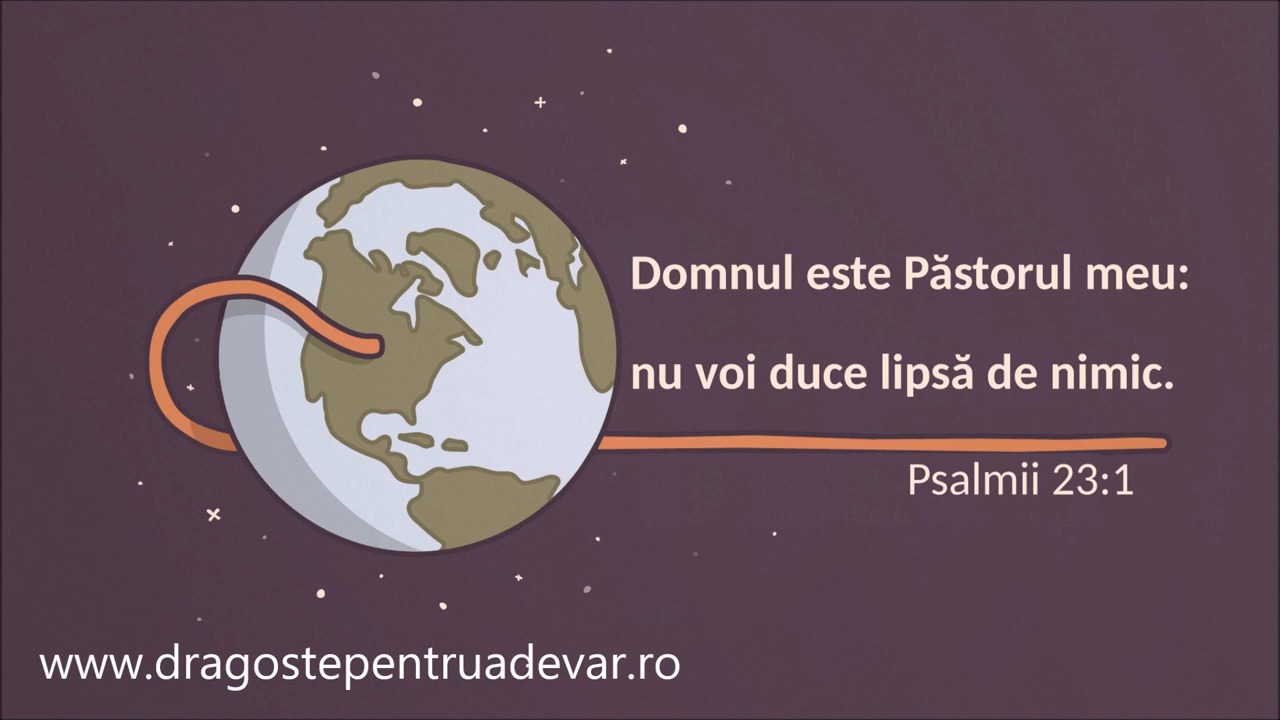 Domnul este Păstorul meu:
nu voi duce lipsă de nimic.
Psalmii 23:1
www.dragostepentruadevar.ro